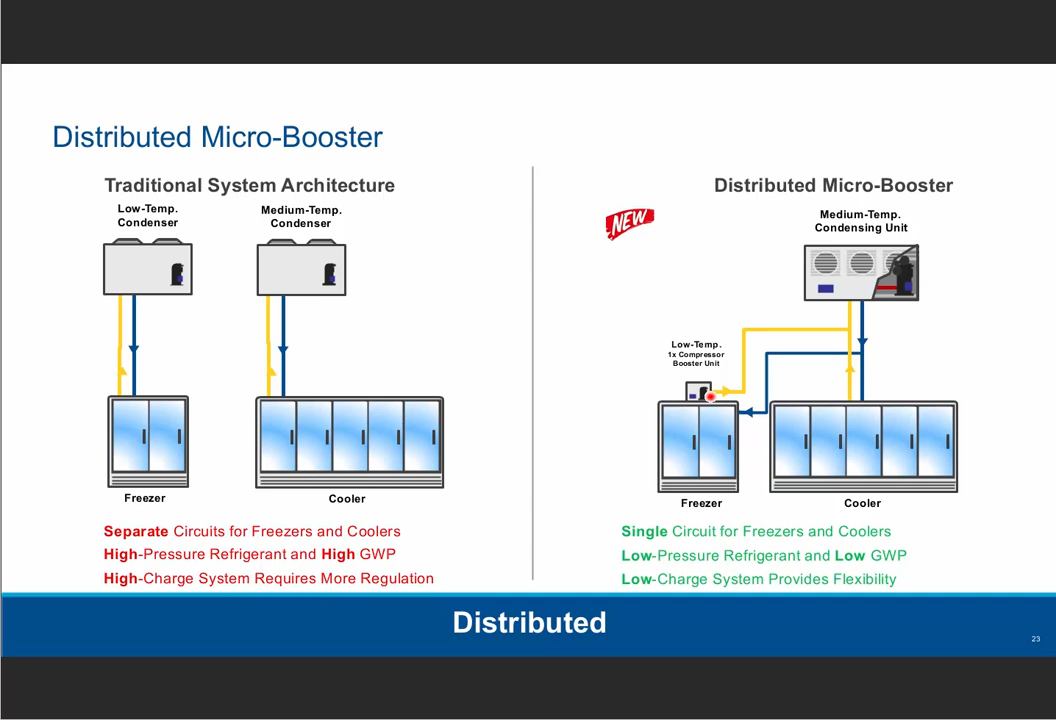 Distributed Micro-Booster
Traditional System Architecture
Low-Temp.
Condenser
Medium-Temp.
Condenser
Freezer
Cooler
Separate Circuits for Freezers and Coolers
High-Pressure Refrigerant and High GWP
High-Charge System Requires More Regulation
Distributed Micro-Booster
NEW
Medium-Temp.
Condensing Unit
Low-Temp.
1x Compressor
Booster Unit
Freezer
Cooler
Single Circuit for Freezers and Coolers
Low-Pressure Refrigerant and Low GWP
Low-Charge System Provides Flexibility
Distributed
23